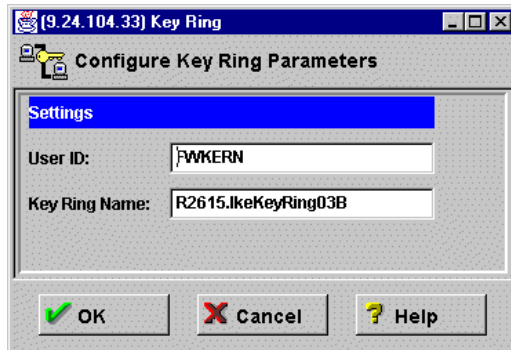 (9.24.104.33) Key Ring
Configure Key Ring Parameters
Settings
User ID: FWKERN
Key Ring Name: R2615.IkeKeyRing03B
OK Cancel Help